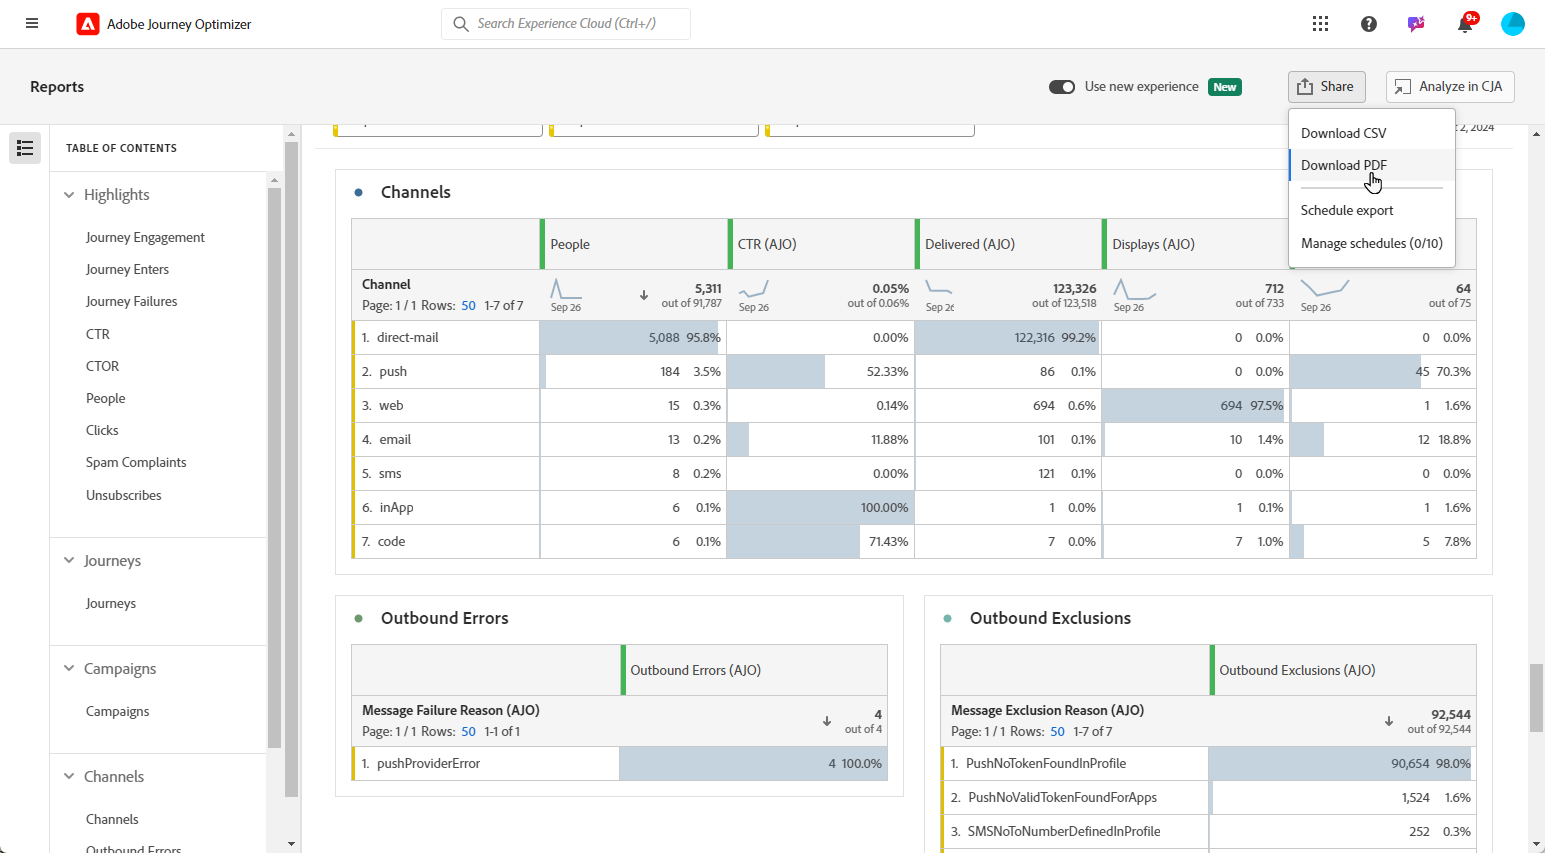 Adobe Journey Optimizer
Search Experience Cloud (Ctrl+/)
9+
Reports
Use new experience New
Share
Analyze in CJA
Download CSV
Download PDF
Schedule export
Manage schedules (0/10)
2, 2024
TABLE OF CONTENTS
Highlights
Journey Engagement
Journey Enters
Journey Failures
CTR
CTOR
People
Clicks
Spam Complaints
Unsubscribes
Journeys
Journeys
Campaigns
Campaigns
Channels
Channels
Outbound Errors
Channels
People CTR (AJO) Delivered (AJO) Displays (AJO)
Channel
Page: 1 / 1 Rows: 50 1-7 of 7
Sep 26 5,311 out of 91,787
Sep 26 0.05% out of 0.06%
Sep 26 123,326 out of 123,518
Sep 26 712 out of 733
Sep 26 64 out of 75
1. direct-mail 5,088 95.8% 0.00% 122,316 99.2% 0 0.0% 0 0.0%
2. push 184 3.5% 52.33% 86 0.1% 0 0.0% 45 70.3%
3. web 15 0.3% 0.14% 694 0.6% 694 97.5% 1 1.6%
4. email 13 0.2% 11.88% 101 0.1% 10 1.4% 12 18.8%
5. sms 8 0.2% 0.00% 121 0.1% 0 0.0% 0 0.0%
6. inApp 6 0.1% 100.00% 1 0.0% 1 0.1% 1 1.6%
7. code 6 0.1% 71.43% 7 0.0% 7 1.0% 5 7.8%
Outbound Errors
Outbound Errors (AJO)
Message Failure Reason (AJO)
Page: 1 / 1 Rows: 50 1-1 of 1
4
out of 4
1. pushProviderError 4 100.0%
Outbound Exclusions
Outbound Exclusions (AJO)
Message Exclusion Reason (AJO)
Page: 1 / 1 Rows: 50 1-7 of 7
92,544
out of 92,544
1. PushNoTokenFoundInProfile 90,654 98.0%
2. PushNoValidTokenFoundForApps 1,524 1.6%
3. SMSNoToNumberDefinedInProfile 252 0.3%